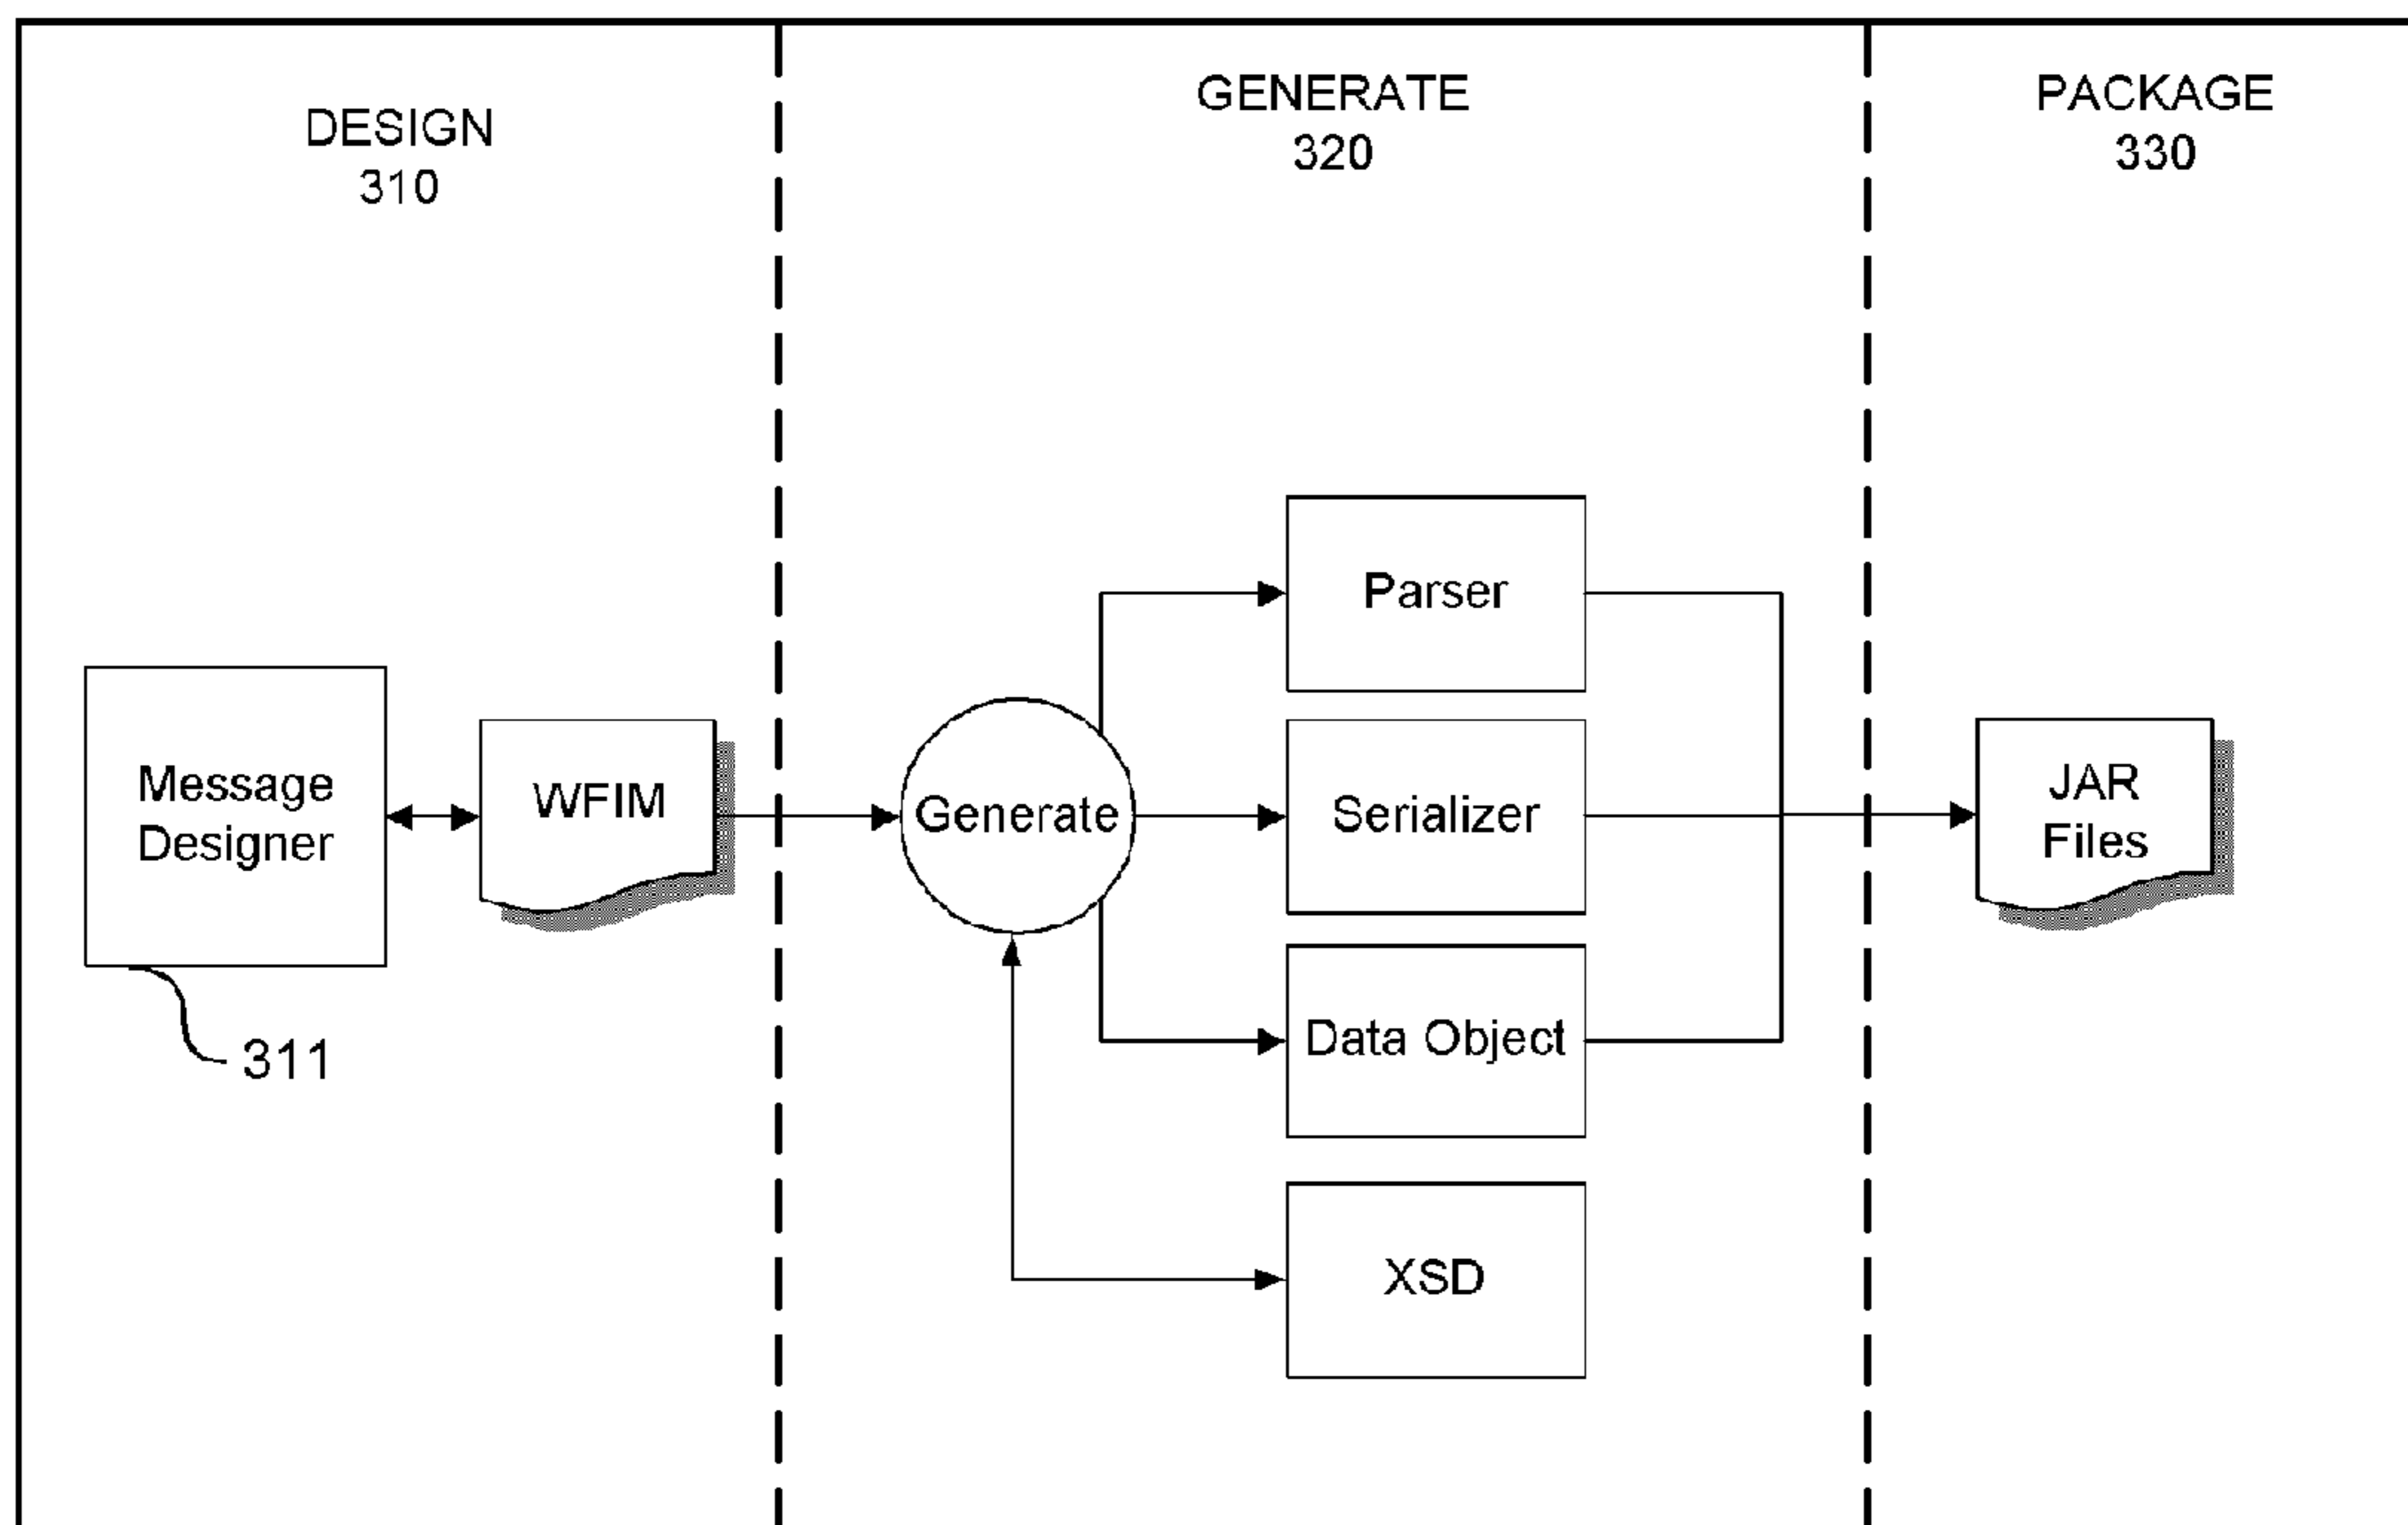 DESIGN
310
GENERATE
320
PACKAGE
330
Message
Designer
311
WFIM
Generate
Parser
Serializer
Data Object
XSD
JAR
Files